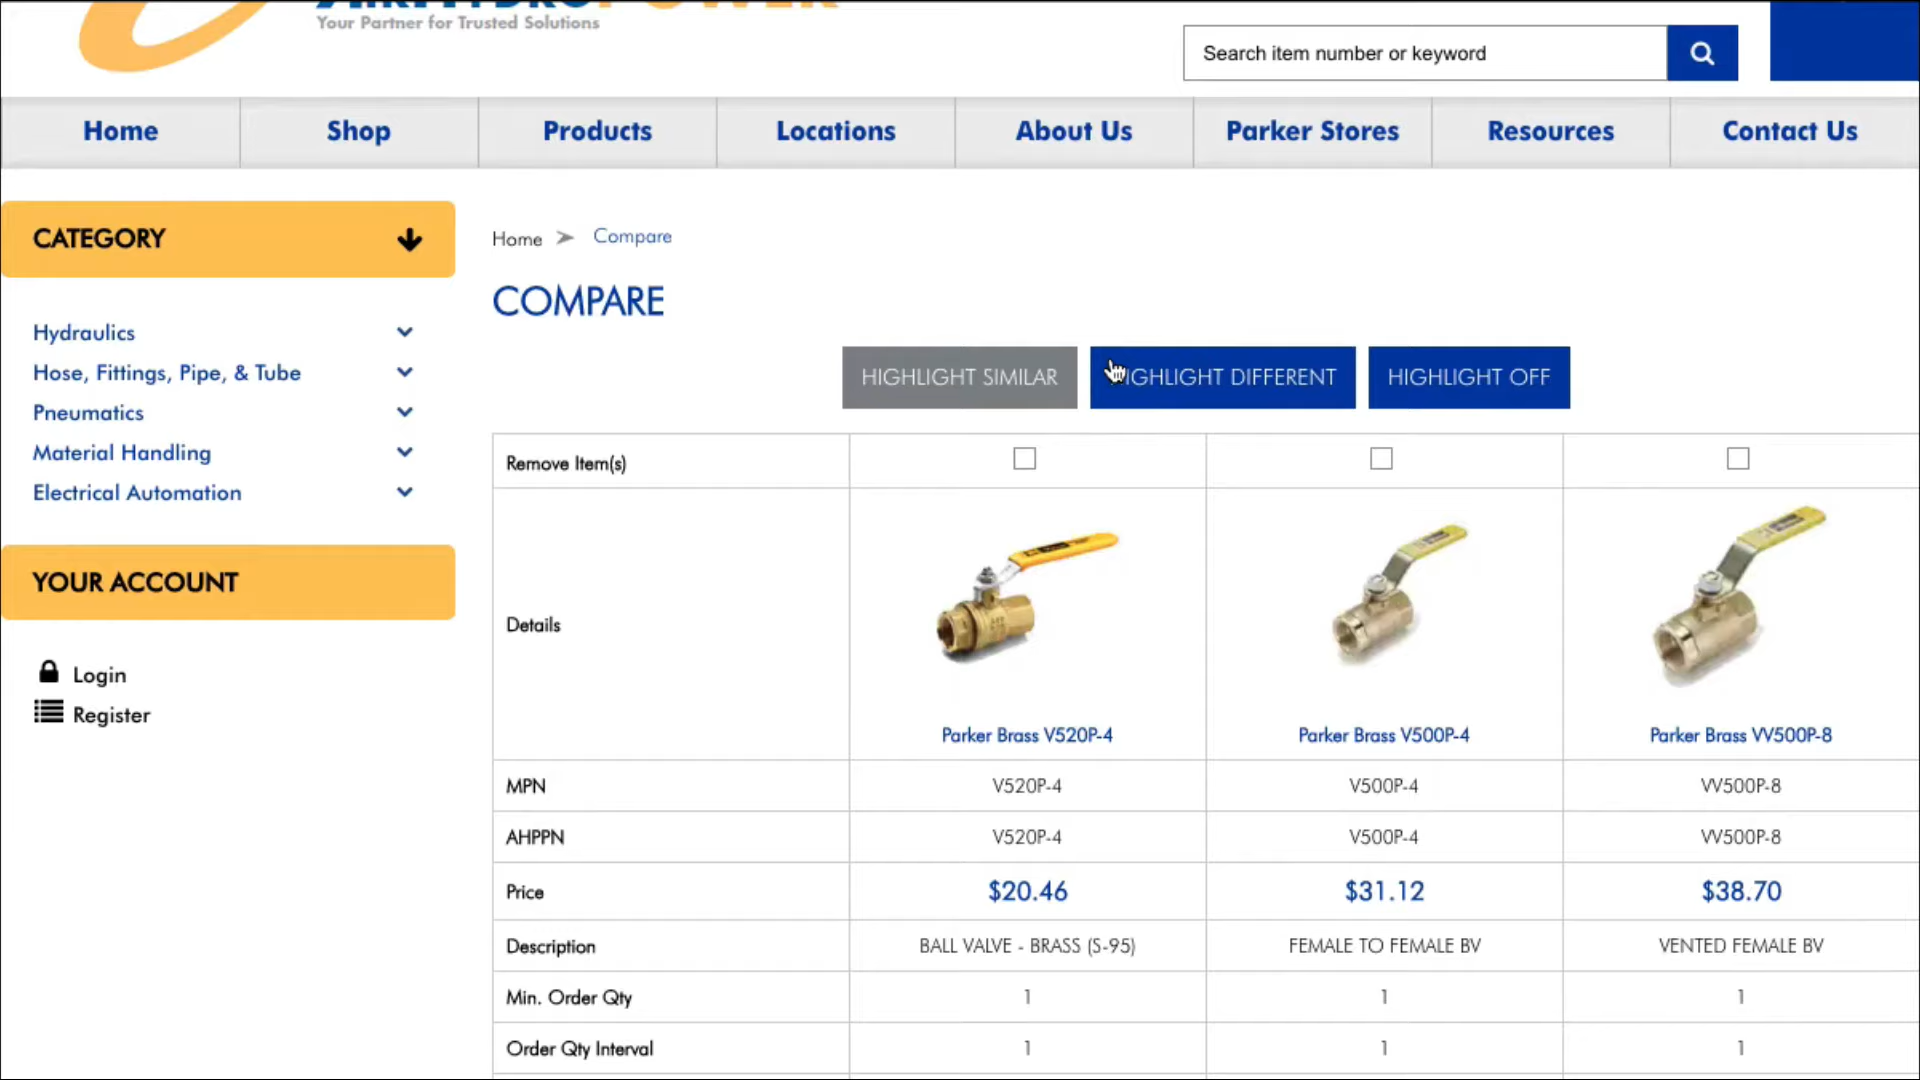 Your Partner for Trusted Solutions
Search item number or keyword
Home Shop Products Locations About Us Parker Stores Resources Contact Us
CATEGORY
Hydraulics
Hose, Fittings, Pipe, & Tube
Pneumatics
Material Handling
Electrical Automation
YOUR ACCOUNT
Login
Register
Home > Compare
COMPARE
HIGHLIGHT SIMILAR HIGHLIGHT DIFFERENT HIGHLIGHT OFF
Remove Item(s)
Details
Parker Brass V520P-4 Parker Brass V500P-4 Parker Brass VV500P-8
MPN V520P-4 V500P-4 VV500P-8
AHPPN V520P-4 V500P-4 VV500P-8
Price $20.46 $31.12 $38.70
Description BALL VALVE - BRASS (S-95) FEMALE TO FEMALE BV VENTED FEMALE BV
Min. Order Qty 1 1 1
Order Qty Interval 1 1 1